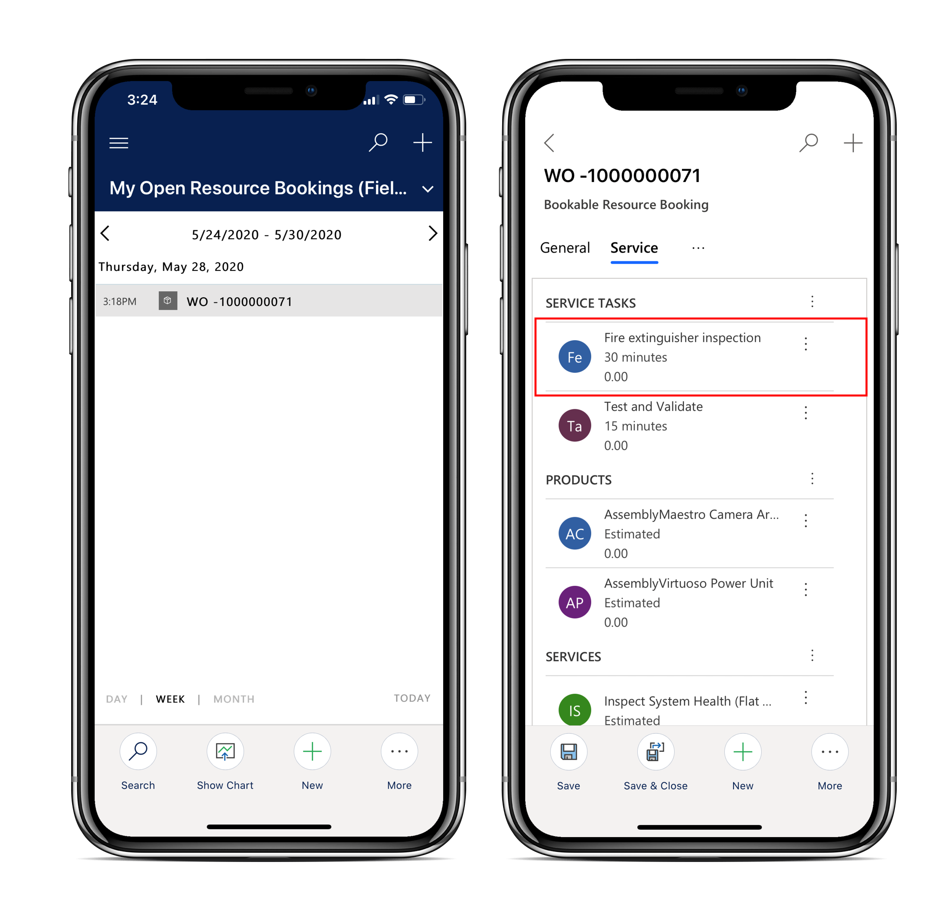 3:24
My Open Resource Bookings (Fiel...
5/24/2020 - 5/30/2020
Thursday, May 28, 2020
3:18PM WO -1000000071
DAY | WEEK | MONTH TODAY
Search Show Chart New More
WO -1000000071
Bookable Resource Booking
General Service ...
SERVICE TASKS
Fe
Fire extinguisher inspection
30 minutes
0.00
Ta
Test and Validate
15 minutes
0.00
PRODUCTS
AC
AssemblyMaestro Camera Ar...
Estimated
0.00
AP
AssemblyVirtuoso Power Unit
Estimated
0.00
SERVICES
IS
Inspect System Health (Flat ...
Estimated
Save Save & Close New More